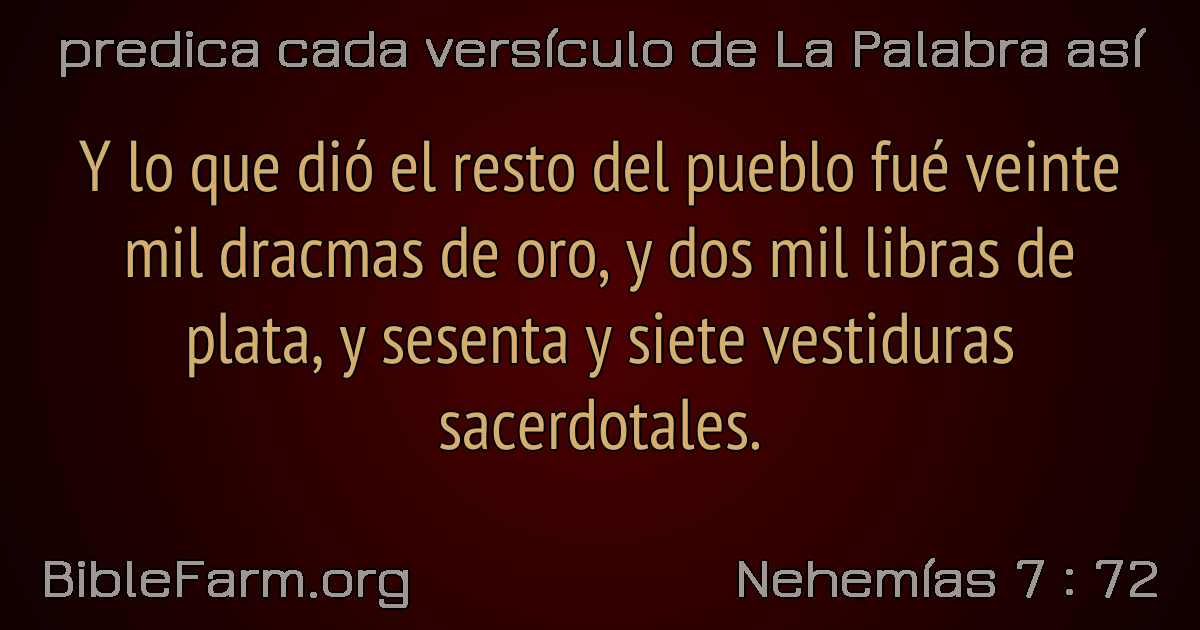 predica cada versículo de La Palabra así
Y lo que dió el resto del pueblo fué veinte
mil dracmas de oro, y dos mil libras de
plata, y sesenta y siete vestiduras
sacerdotales.
BibleFarm.org
Nehemías 7 : 72